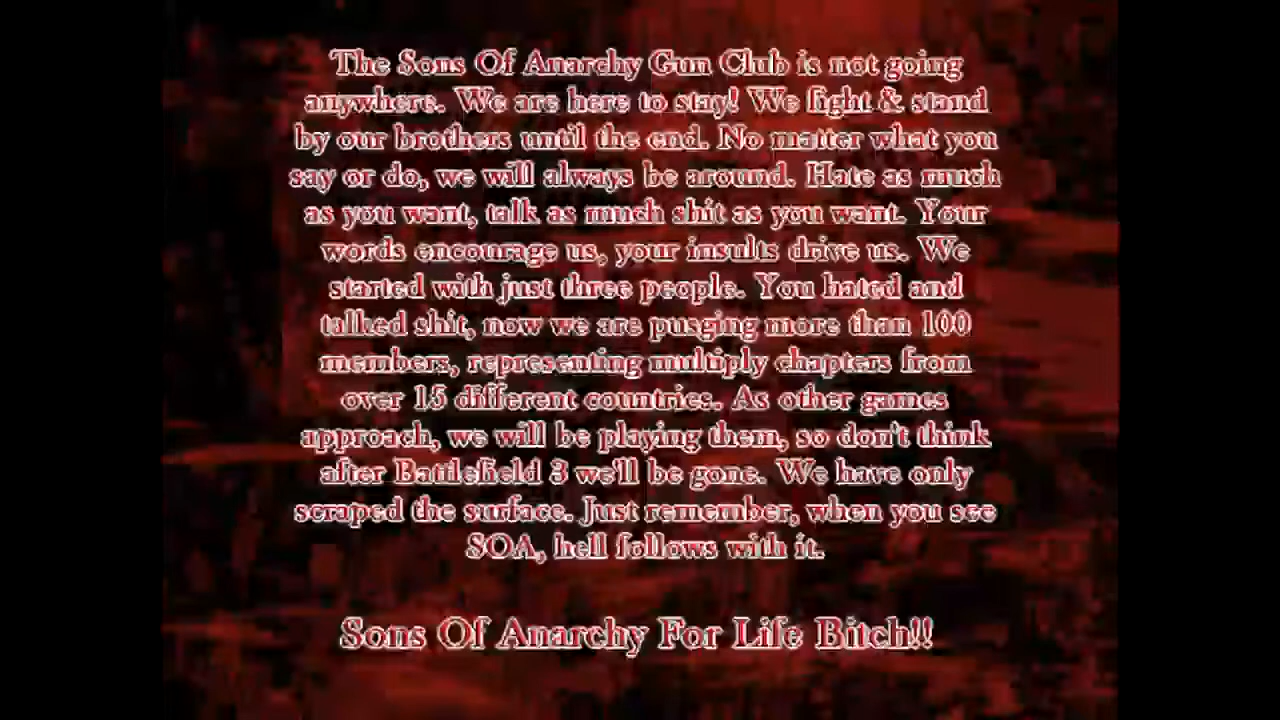 The Sons Of Anarchy Gun Club is not going
anywhere. We are here to stay! We fight & stand
by our brothers until the end. No matter what you
say or do, we will always be around. Hate as much
as you want, talk as much shit as you want. Your
words encourage us, your insults drive us. We
started with just three people. You hated and
talked shit, now we are pusging more than 100
members, representing multiply chapters from
over 15 different countries. As other games
approach, we will be playing them, so don't think
after Battlefield 3 we'll be gone. We have only
scraped the surface. Just remember, when you see
SOA, hell follows with it.
Sons Of Anarchy For Life Bitch!!